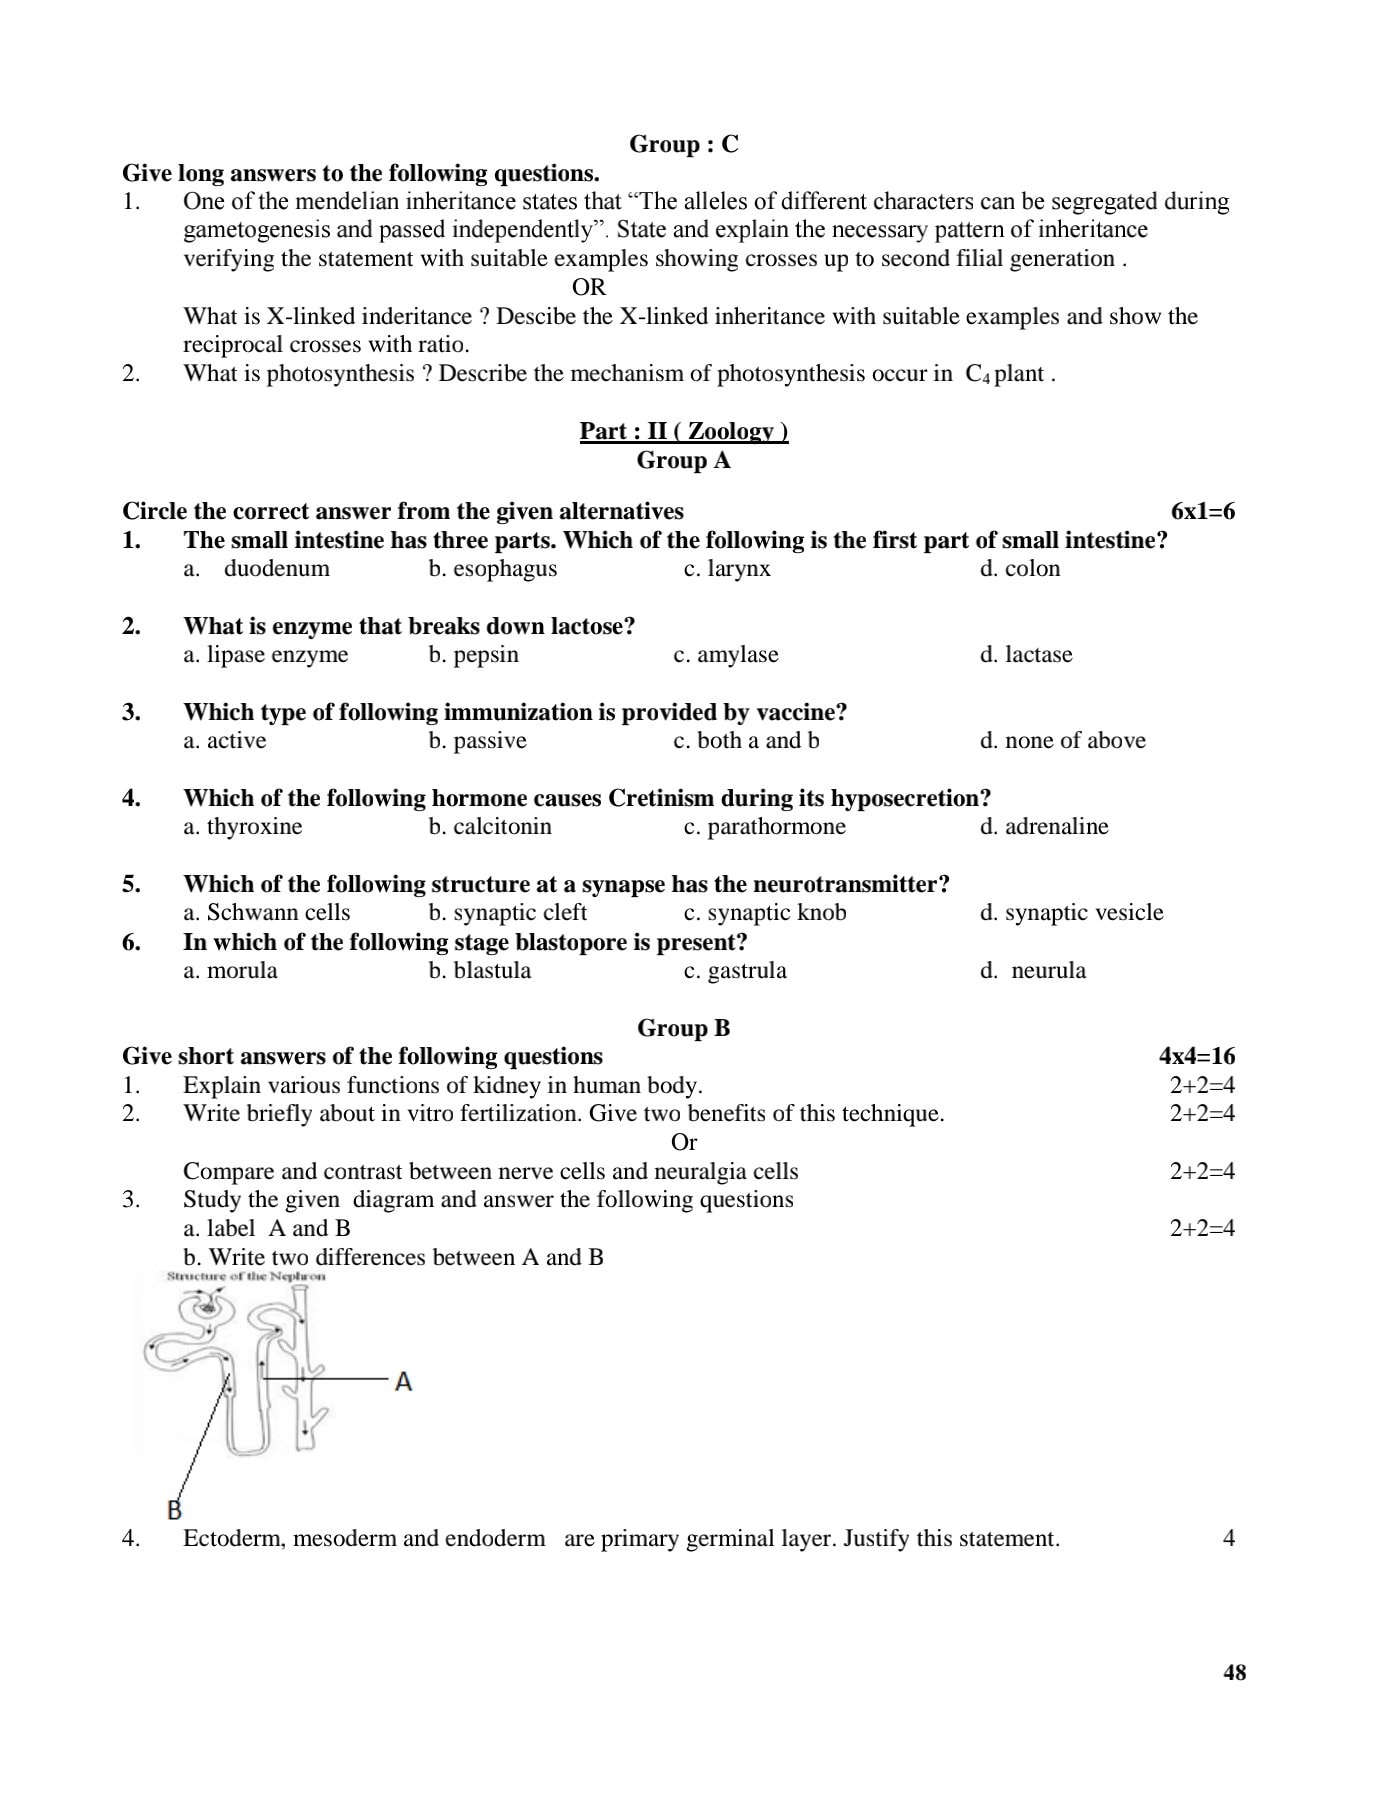 Group : C
Give long answers to the following questions.
1. One of the mendelian inheritance states that “The alleles of different characters can be segregated during
gametogenesis and passed independently”. State and explain the necessary pattern of inheritance
verifying the statement with suitable examples showing crosses up to second filial generation .
OR
What is X-linked inderitance ? Descibe the X-linked inheritance with suitable examples and show the
reciprocal crosses with ratio.
2. What is photosynthesis ? Describe the mechanism of photosynthesis occur in C4 plant .
Part : II ( Zoology )
Group A
Circle the correct answer from the given alternatives 6x1=6
1. The small intestine has three parts. Which of the following is the first part of small intestine?
a. duodenum b. esophagus c. larynx d. colon
2. What is enzyme that breaks down lactose?
a. lipase enzyme b. pepsin c. amylase d. lactase
3. Which type of following immunization is provided by vaccine?
a. active b. passive c. both a and b d. none of above
4. Which of the following hormone causes Cretinism during its hyposecretion?
a. thyroxine b. calcitonin c. parathormone d. adrenaline
5. Which of the following structure at a synapse has the neurotransmitter?
a. Schwann cells b. synaptic cleft c. synaptic knob d. synaptic vesicle
6. In which of the following stage blastopore is present?
a. morula b. blastula c. gastrula d. neurula
Group B
Give short answers of the following questions 4x4=16
1. Explain various functions of kidney in human body. 2+2=4
2. Write briefly about in vitro fertilization. Give two benefits of this technique. 2+2=4
Or
Compare and contrast between nerve cells and neuralgia cells 2+2=4
3. Study the given diagram and answer the following questions
a. label A and B 2+2=4
b. Write two differences between A and B
Structure of the Nephron
A
B
4. Ectoderm, mesoderm and endoderm are primary germinal layer. Justify this statement. 4
48